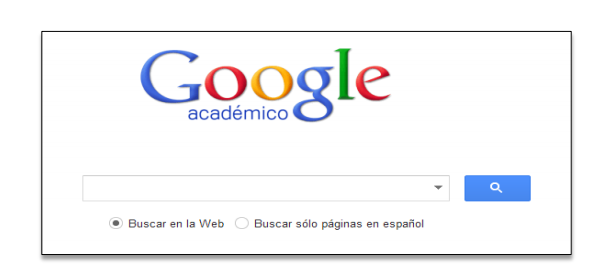 Google
académico
Buscar en la Web Buscar sólo páginas en español